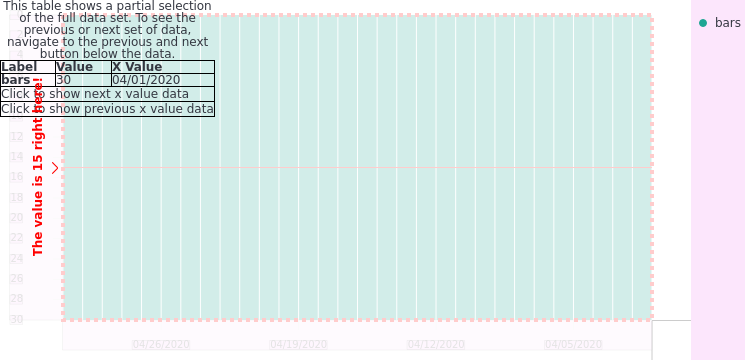 This table shows a partial selection
of the full data set. To see the
previous or next set of data,
navigate to the previous and next
button below the data.
Label Value X Value
bars 30 04/01/2020
Click to show next x value data
Click to show previous x value data
The value is 15 right here!
12
14
16
18
20
22
24
26
28
30
04/26/2020 04/19/2020 04/12/2020 04/05/2020
bars